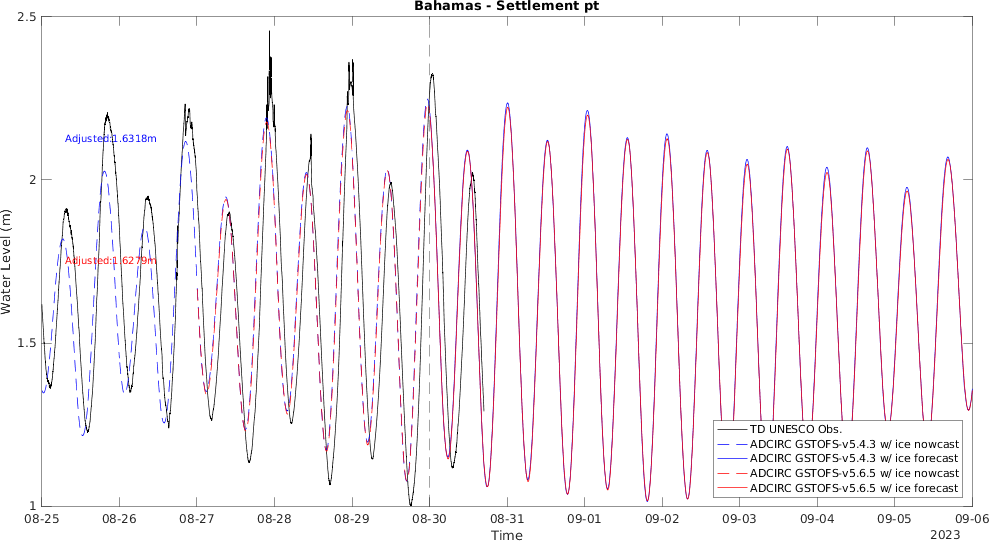 Bahamas - Settlement pt
2.5
2
1.5
1
Water Level (m)
Adjusted:1.6318m
Adjusted:1.6279m
TD UNESCO Obs.
ADCIRC GSTOFS-v5.4.3 w/ ice nowcast
ADCIRC GSTOFS-v5.4.3 w/ ice forecast
ADCIRC GSTOFS-v5.6.5 w/ ice nowcast
ADCIRC GSTOFS-v5.6.5 w/ ice forecast
08-25 08-26 08-27 08-28 08-29 08-30 08-31 09-01 09-02 09-03 09-04 09-05 09-06
Time
2023